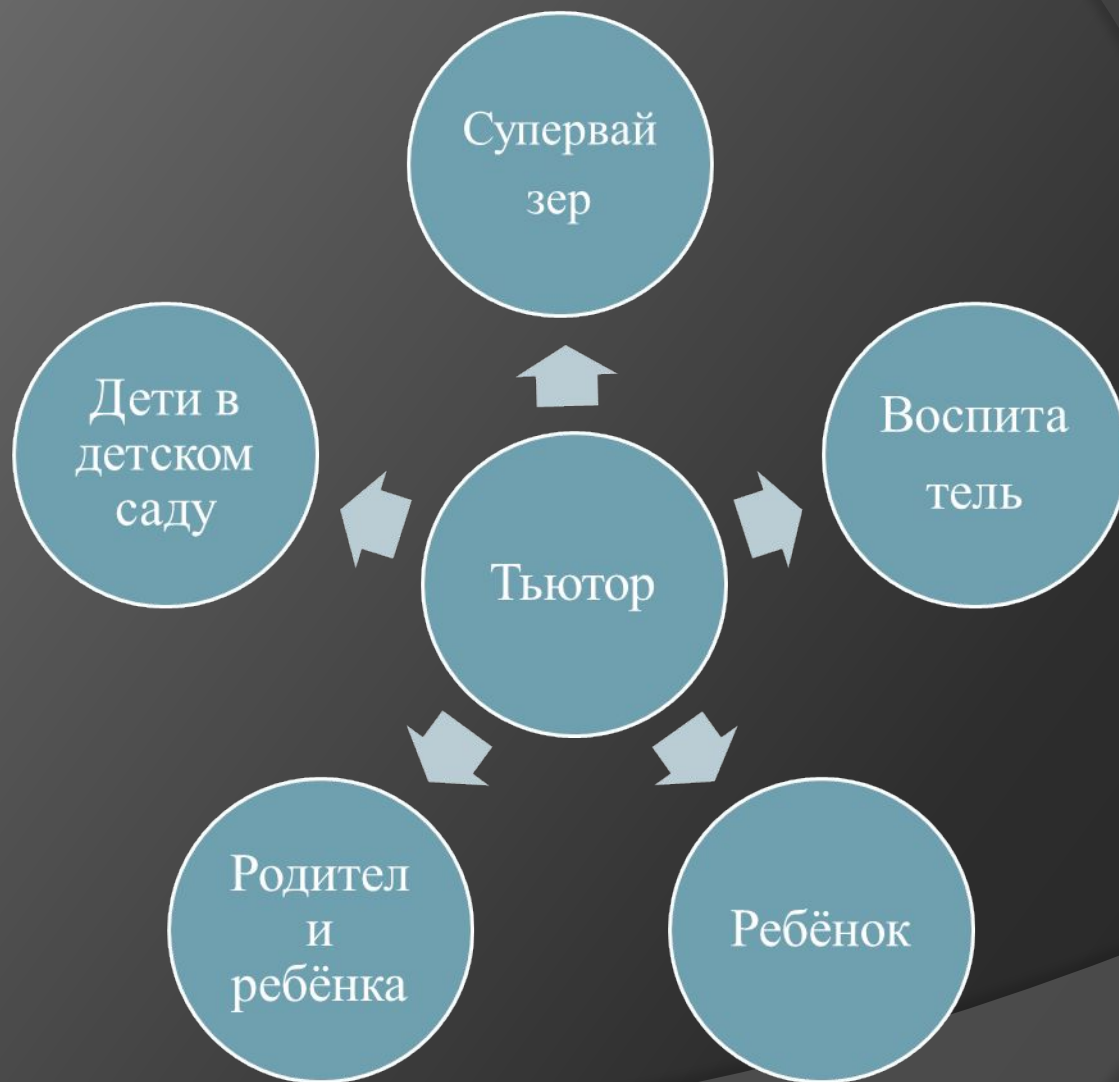 Супервай
зер
Дети в
детском
саду
Воспита
тель
Тьютор
Родител
и
ребёнка
Ребёнок